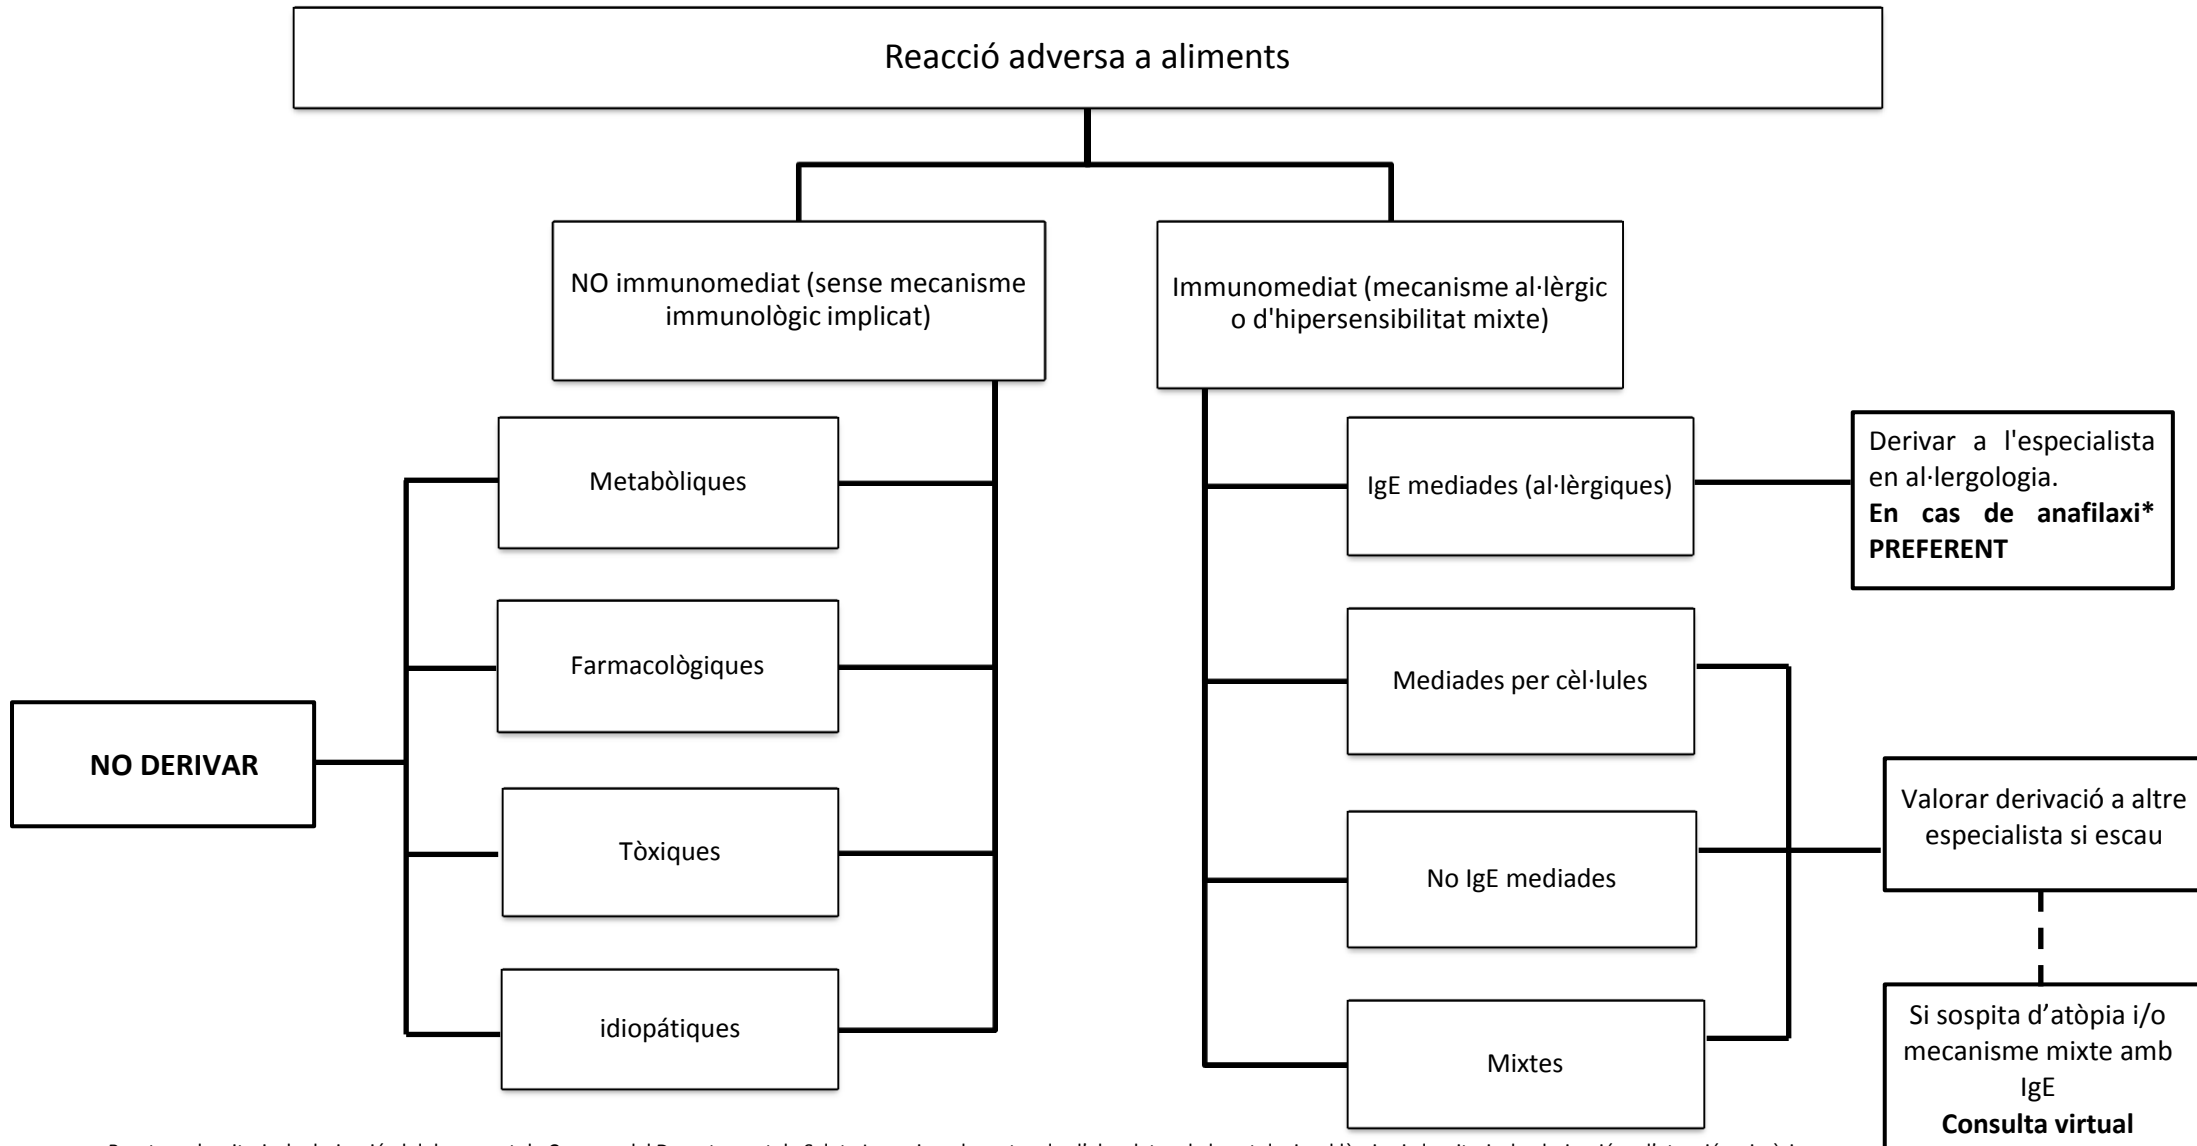 Reacció adversa a aliments
NO immunomediat (sense mecanisme
immunològic implicat)
Immunomediat (mecanisme al·lèrgic
o d'hipersensibilitat mixte)
Metabòliques
Farmacològiques
Tòxiques
idiopátiques
NO DERIVAR
IgE mediades (al·lèrgiques)
Mediades per cèl·lules
No IgE mediades
Mixtes
Derivar a l'especialista
en al·lergologia.
En cas de anafilaxi*
PREFERENT
Valorar derivació a altre
especialista si escau
Si sospita d’atòpia i/o
mecanisme mixte amb
IgE
Consulta virtual